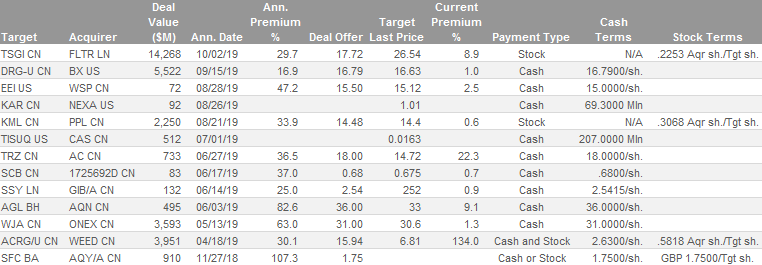 Target Acquirer Deal Value ($M) Ann. Date Ann. Premium % Deal Offer Target Last Price Current Premium % Payment Type Cash Terms Stock Terms
TSGI CN FLTR LN 14,268 10/02/19 29.7 17.72 26.54 8.9 Stock N/A .2253 Aqr sh./Tgt sh.
DRG-U CN BX US 5,522 09/15/19 16.9 16.79 16.63 1.0 Cash 16.7900/sh.
EEI US WSP CN 72 08/28/19 47.2 15.50 15.12 2.5 Cash 15.0000/sh.
KAR CN NEXA US 92 08/26/19 1.01 Cash 69.3000 Mln
KML CN PPL CN 2,250 08/21/19 33.9 14.48 14.4 0.6 Stock N/A .3068 Aqr sh./Tgt sh.
TISUQ US CAS CN 512 07/01/19 0.0163 Cash 207.0000 Mln
TRZ CN AC CN 733 06/27/19 36.5 18.00 14.72 22.3 Cash 18.0000/sh.
SCB CN 1725692D CN 83 06/17/19 37.0 0.68 0.675 0.7 Cash .6800/sh.
SSY LN GIB/A CN 132 06/14/19 25.0 2.54 252 0.9 Cash 2.5415/sh.
AGL BH AQN CN 495 06/03/19 82.6 36.00 33 9.1 Cash 36.0000/sh.
WJA CN ONEX CN 3,593 05/13/19 63.0 31.00 30.6 1.3 Cash 31.0000/sh.
ACRG/U CN WEED CN 3,951 04/18/19 30.1 15.94 6.81 134.0 Cash and Stock 2.6300/sh. .5818 Aqr sh./Tgt sh.
SFC BA AQY/A CN 910 11/27/18 107.3 1.75 Cash or Stock 1.7500/sh. GBP 1.7500/Tgt sh.